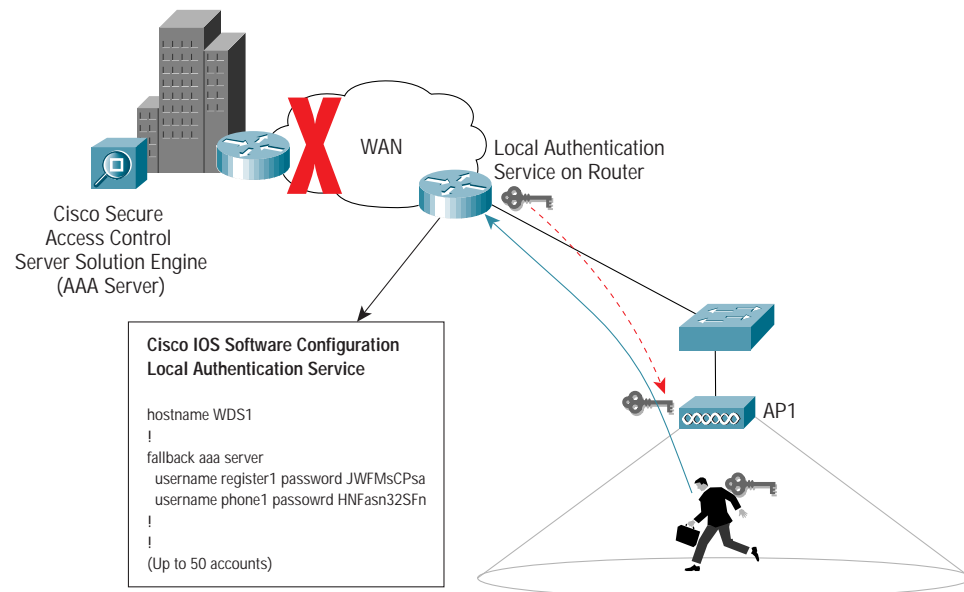 WAN
Local Authentication
Service on Router
Cisco Secure
Access Control
Server Solution Engine
(AAA Server)
Cisco IOS Software Configuration
Local Authentication Service
hostname WDS1
!
fallback aaa server
username register1 password JWFMsCPsa
username phone1 passowrd HNFasn32SFn
!
!
(Up to 50 accounts)
AP1